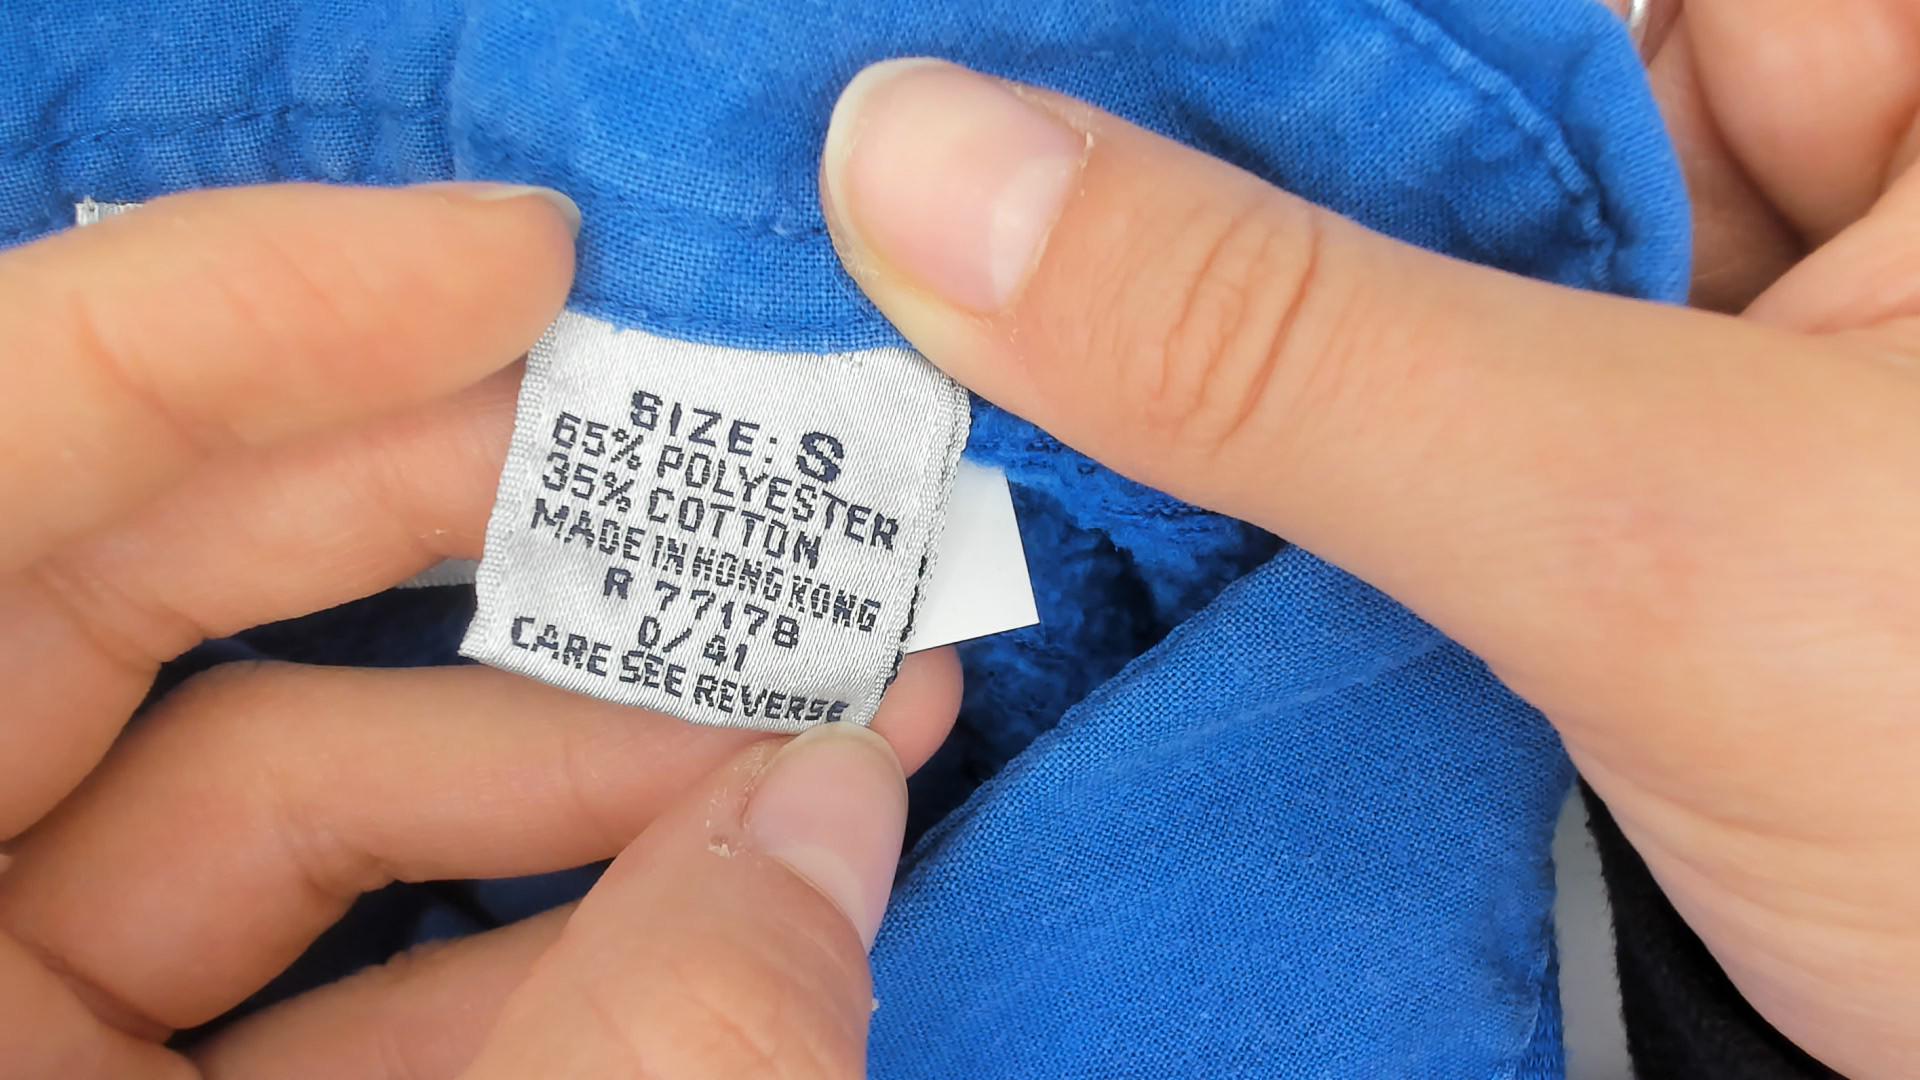 SIZE: S
65% POLYESTER
35% COTTON
MADE IN HONG KONG
R 77178
0/41
CARE SEE REVERSE